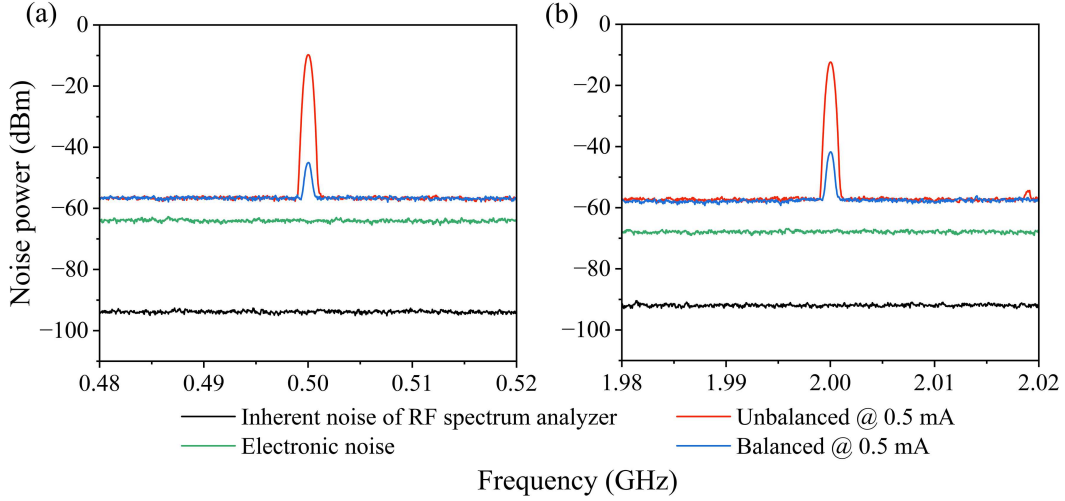 (a)
(b)
Noise power (dBm)
0
−20
−40
−60
−80
−100
0.48 0.49 0.50 0.51 0.52
0
−20
−40
−60
−80
−100
1.98 1.99 2.00 2.01 2.02
Inherent noise of RF spectrum analyzer
Unbalanced @ 0.5 mA
Electronic noise
Balanced @ 0.5 mA
Frequency (GHz)